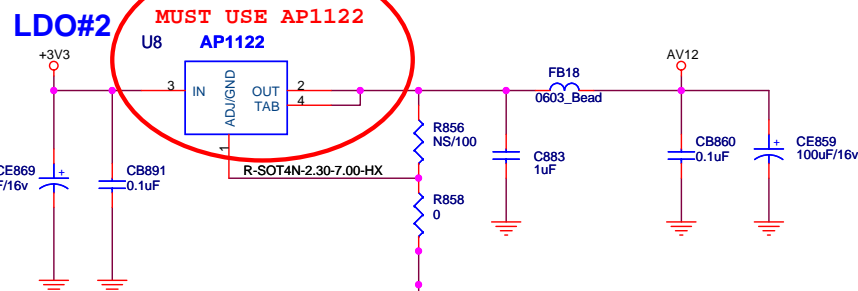 MUST USE AP1122
LDO#2
U8
AP1122
+3V3
AV12
3
IN
OUT
2
TAB
4
ADJ/GND
1
FB18
0603_Bead
R856
NS/100
C883
1uF
CB860
0.1uF
CE859
100uF/16v
+
CE869
F/16v
+
CB891
0.1uF
R-SOT4N-2.30-7.00-HX
R858
0